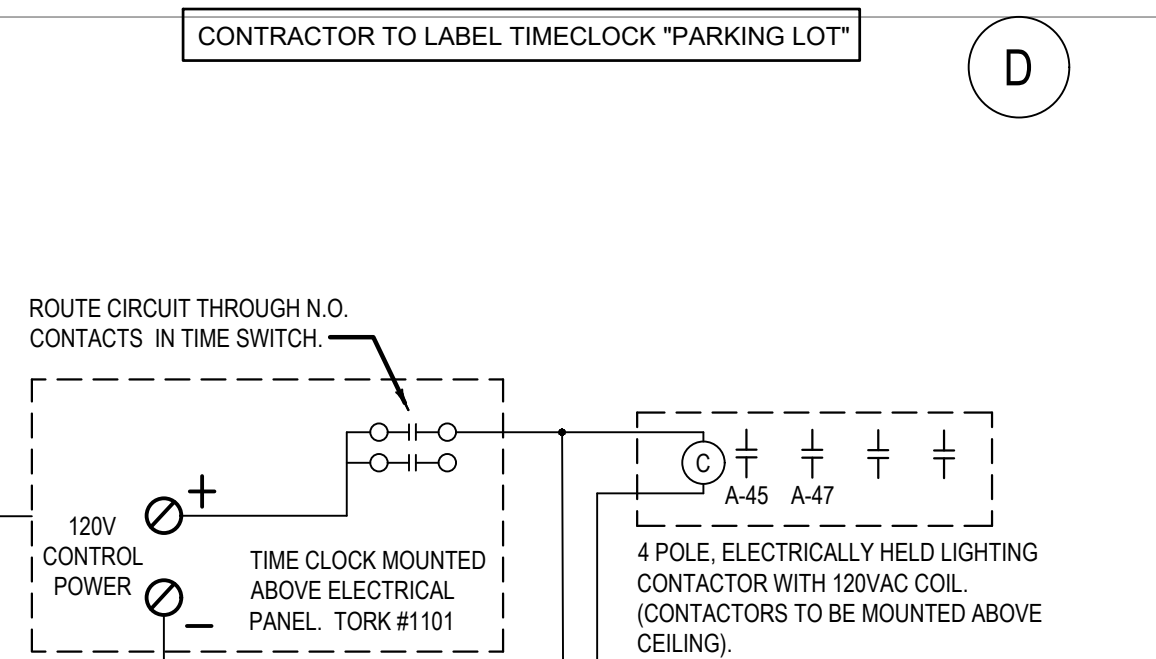 CONTRACTOR TO LABEL TIMECLOCK "PARKING LOT"
D
ROUTE CIRCUIT THROUGH N.O.
CONTACTS IN TIME SWITCH.
+
120V
CONTROL
POWER
—
TIME CLOCK MOUNTED
ABOVE ELECTRICAL
PANEL. TORK #1101
C
A-45 A-47
4 POLE, ELECTRICALLY HELD LIGHTING
CONTACTOR WITH 120VAC COIL.
(CONTACTORS TO BE MOUNTED ABOVE
CEILING).